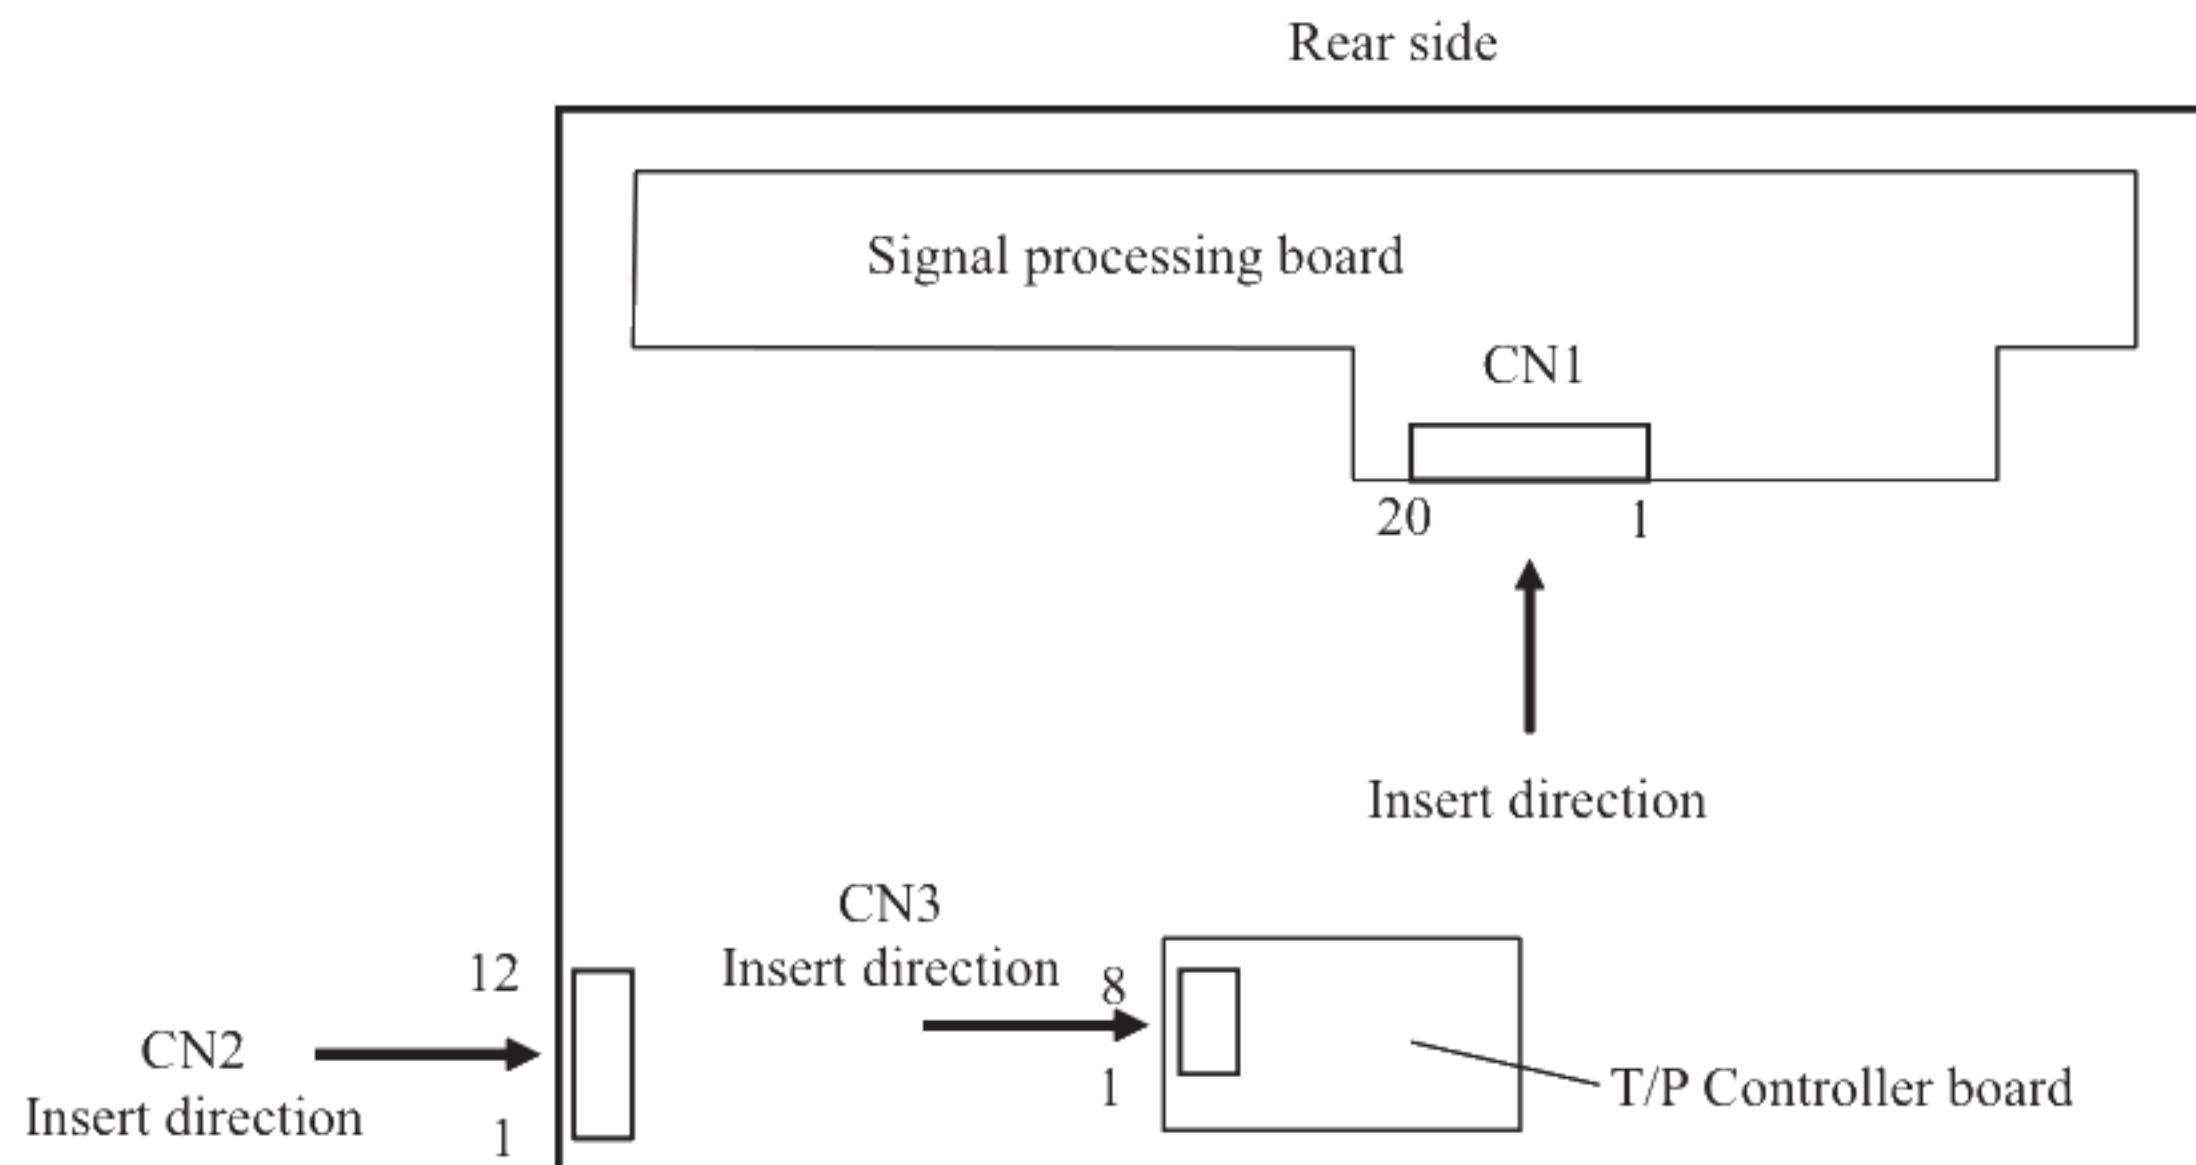 Rear side
Signal processing board
CN1
20
1
Insert direction
CN3
Insert direction
8
1
T/P Controller board
12
CN2
Insert direction
1